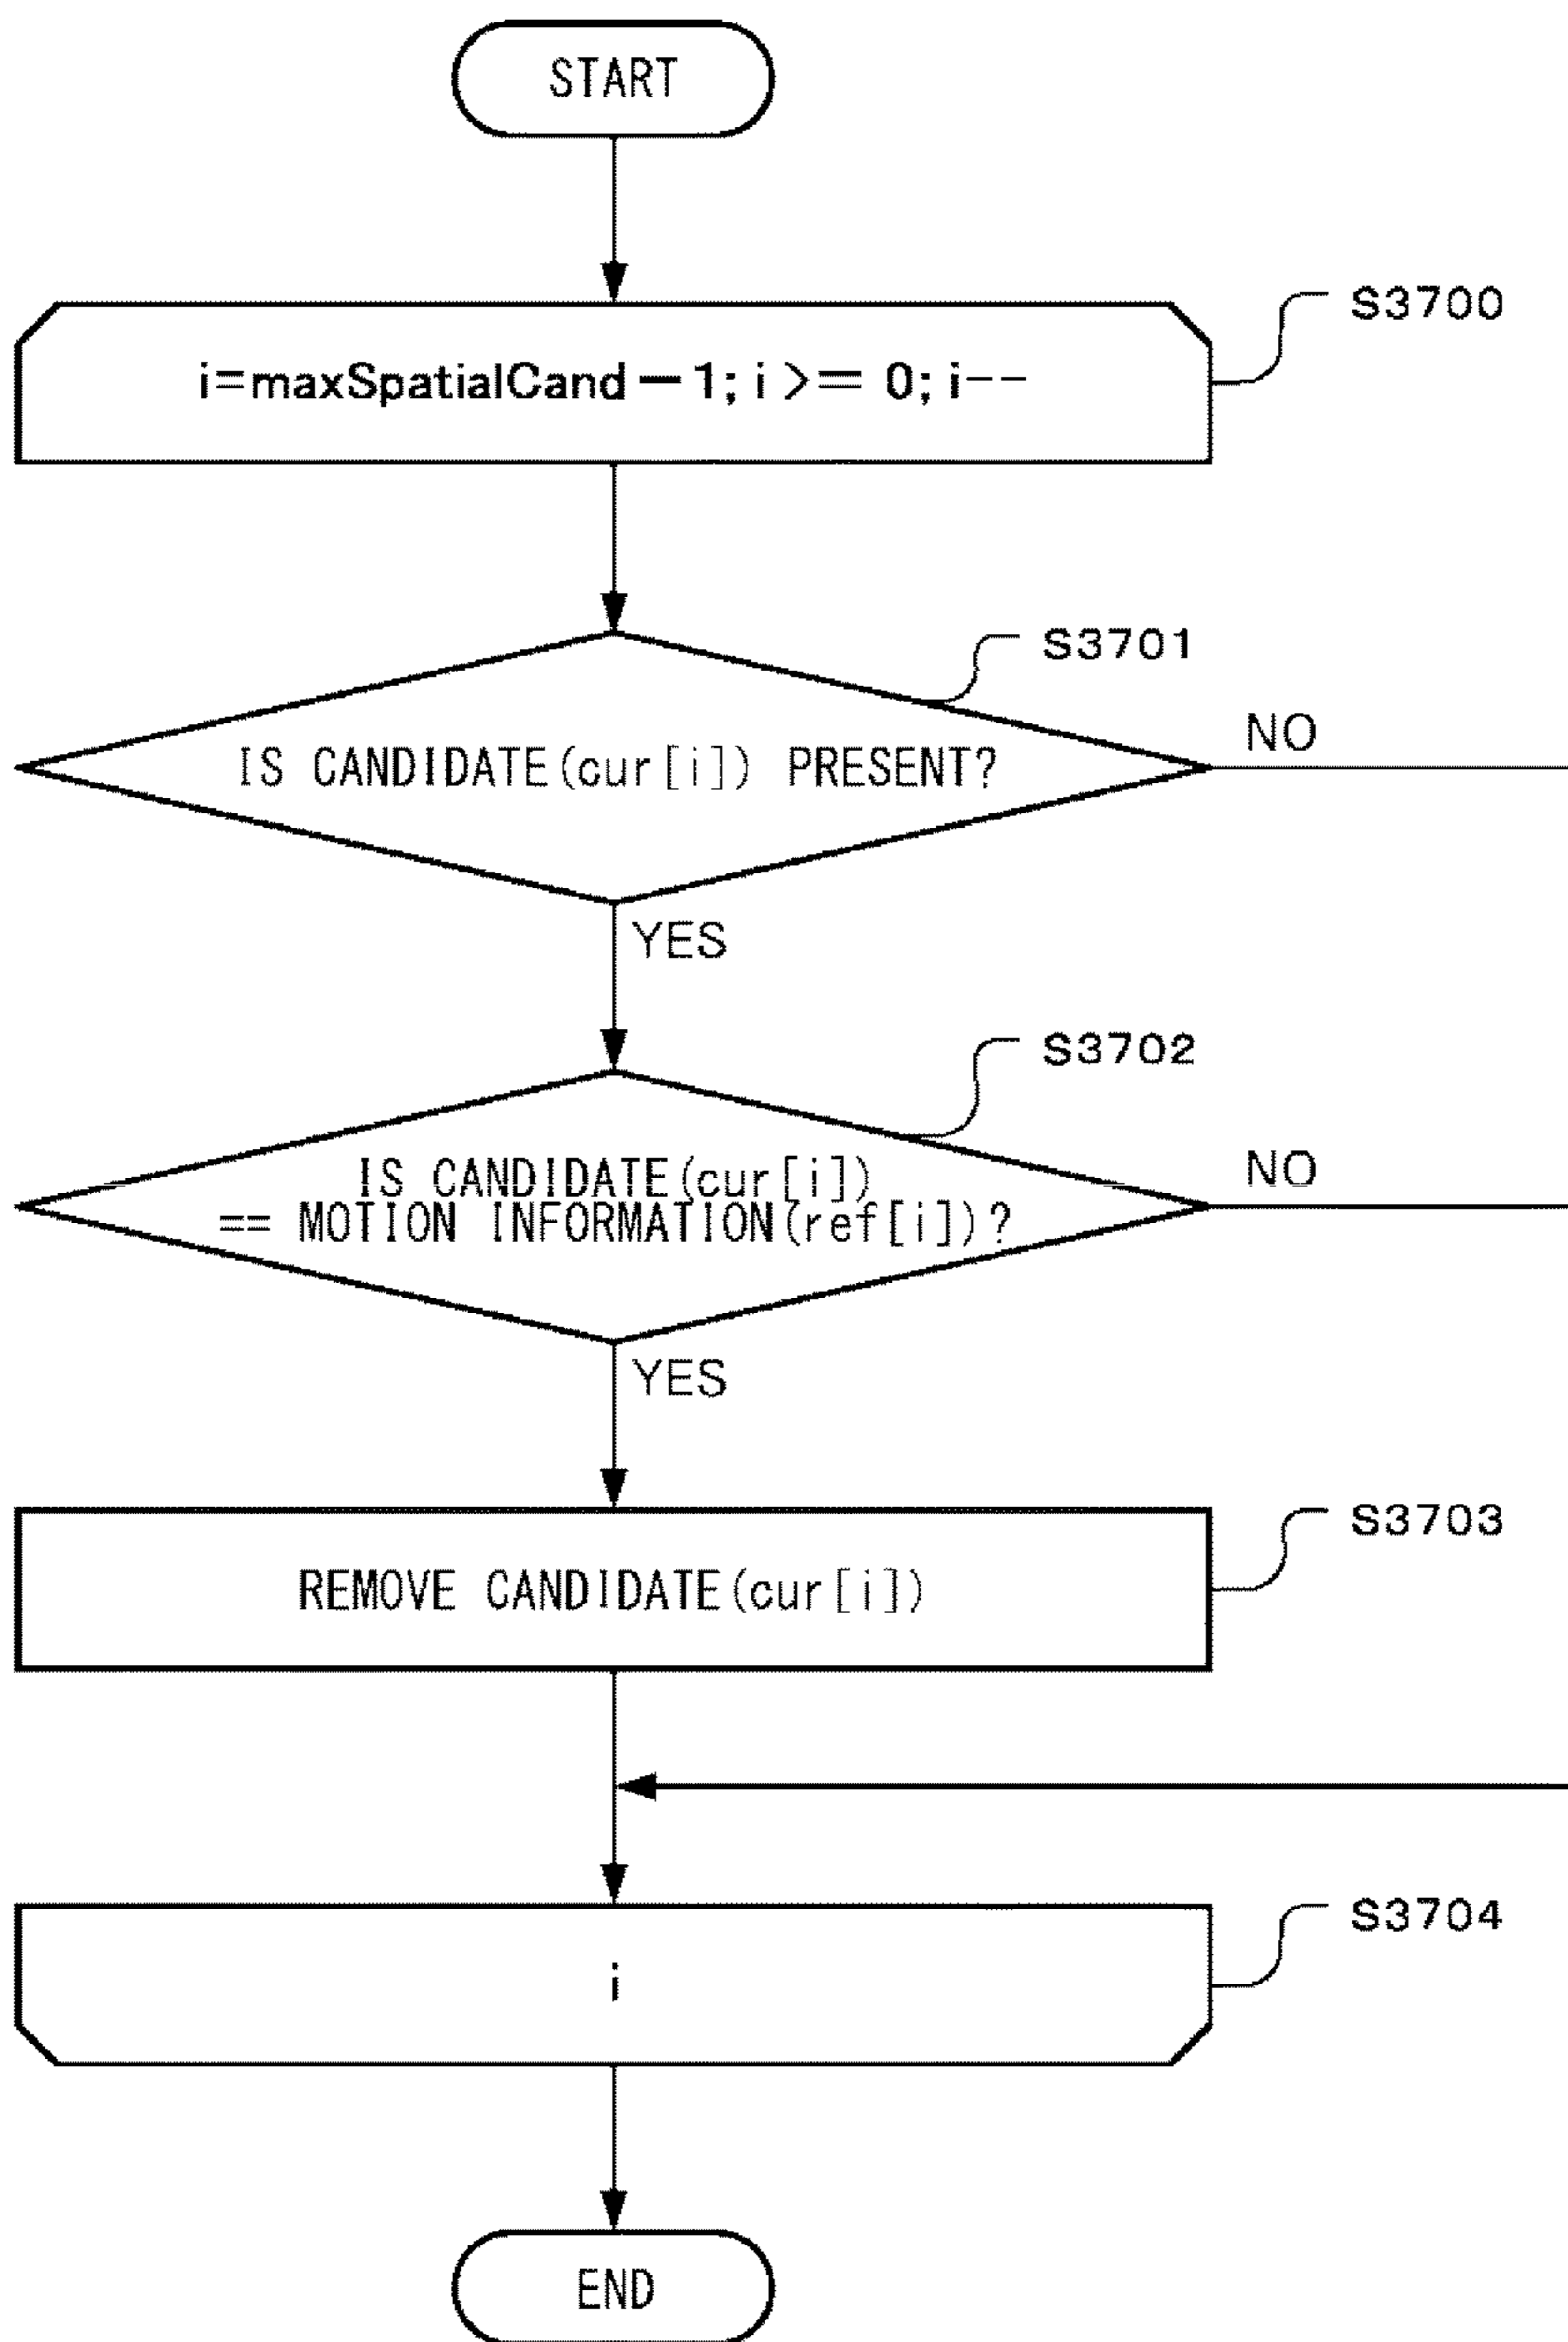 START
S3700
i=maxSpatialCand-1; i >= 0; i--
S3701
IS CANDIDATE(cur[i]) PRESENT?
NO
YES
S3702
IS CANDIDATE(cur[i])
== MOTION INFORMATION(ref[i])?
NO
YES
S3703
REMOVE CANDIDATE(cur[i])
S3704
i
END